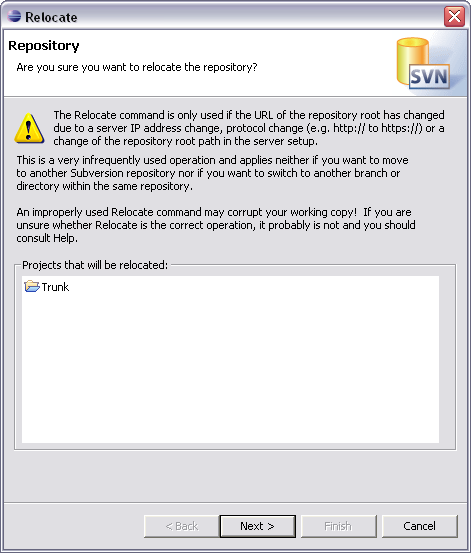 Relocate
Repository
Are you sure you want to relocate the repository?
SVN
The Relocate command is only used if the URL of the repository root has changed
due to a server IP address change, protocol change (e.g. http:// to https://) or a
change of the repository root path in the server setup.
This is a very infrequently used operation and applies neither if you want to move
to another Subversion repository nor if you want to switch to another branch or
directory within the same repository.
An improperly used Relocate command may corrupt your working copy!  If you are
unsure whether Relocate is the correct operation, it probably is not and you should
consult Help.
Projects that will be relocated:
Trunk
< Back
Next >
Finish
Cancel